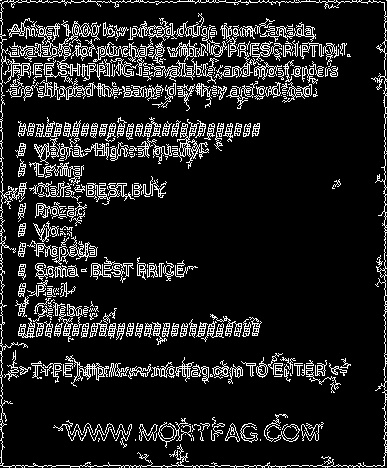 Almost 1000 low priced drugs from Canada,
available for purchase with NO PRESCRIPTION.
FREE SHIPPING is available, and most orders
are shipped the same day they are ordered.
########################
# Viagra - Highest quality!
# Levitra
# Cialis - BEST BUY
# Prozac
# Vioxx
# Propecia
# Soma - BEST PRICE
# Paxil
# Celebrex
########################
=> TYPE http://www.mortfag.com TO ENTER <=
WWW.MORTFAG.COM